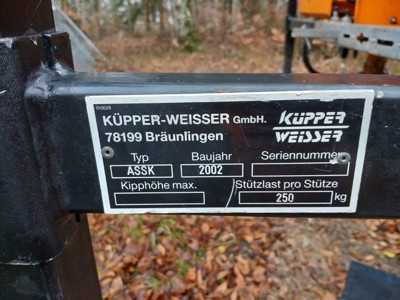 KÜPPER-WEISSER GmbH.
78199 Bräunlingen
KÜPPER
WEISSER
Typ Baujahr Seriennummer
ASSK 2002
Kipphöhe max. Stützlast pro Stütze
250 kg